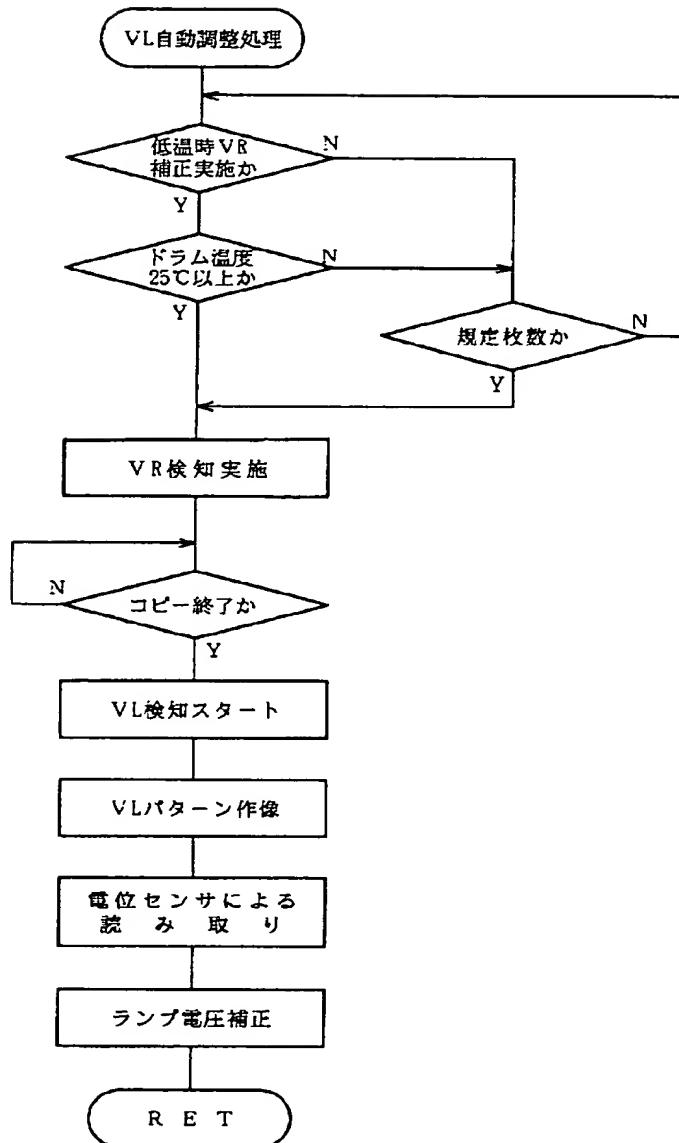 VL自動調整処理
低温時VR
補正実施か
N
Y
ドラム温度
25℃以上か
N
Y
規定枚数か
N
Y
VR検知実施
N
コピー終了か
Y
VL検知スタート
VLパターン作像
電位センサによる
読み取り
ランプ電圧補正
RET